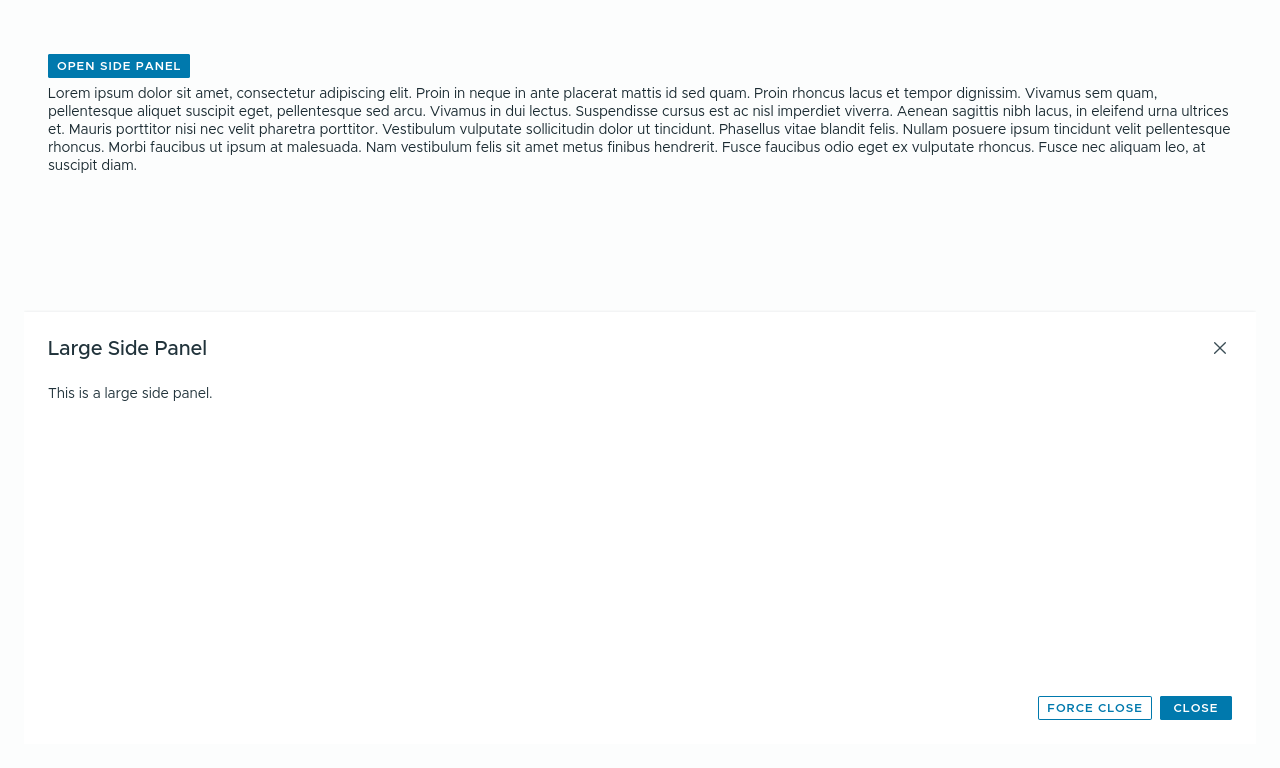 OPEN SIDE PANEL
Lorem ipsum dolor sit amet, consectetur adipiscing elit. Proin in neque in ante placerat mattis id sed quam. Proin rhoncus lacus et tempor dignissim. Vivamus sem quam,
pellentesque aliquet suscipit eget, pellentesque sed arcu. Vivamus in dui lectus. Suspendisse cursus est ac nisl imperdiet viverra. Aenean sagittis nibh lacus, in eleifend urna ultrices
et. Mauris porttitor nisi nec velit pharetra porttitor. Vestibulum vulputate sollicitudin dolor ut tincidunt. Phasellus vitae blandit felis. Nullam posuere ipsum tincidunt velit pellentesque
rhoncus. Morbi faucibus ut ipsum at malesuada. Nam vestibulum felis sit amet metus finibus hendrerit. Fusce faucibus odio eget ex vulputate rhoncus. Fusce nec aliquam leo, at
suscipit diam.
Large Side Panel
This is a large side panel.
FORCE CLOSE CLOSE